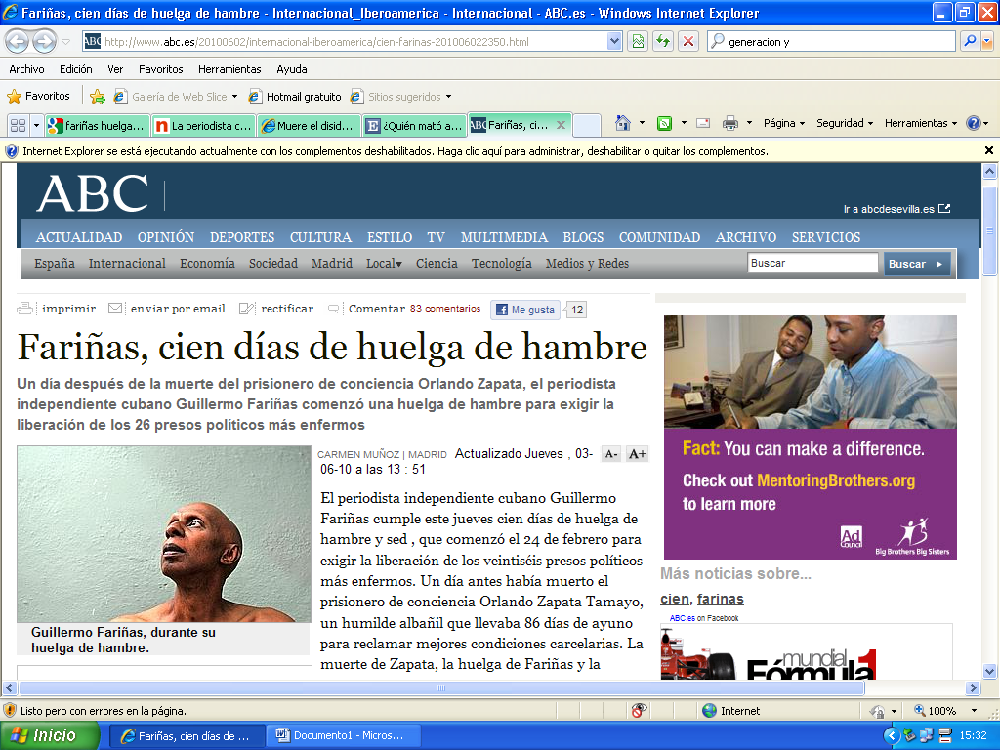 Fariñas, cien días de huelga de hambre - Internacional_Iberoamerica - Internacional - ABC.es - Windows Internet Explorer
http://www.abc.es/20100602/internacional-iberoamerica/cien-farinas-201006022350.html
generacion y
Archivo Edición Ver Favoritos Herramientas Ayuda
Favoritos Galería de Web Slice Hotmail gratuito Sitios sugeridos
fariñas huelga... La periodista c... Muere el disid... ¿Quién mató a... Fariñas, ci... Página Seguridad Herramientas
Internet Explorer se está ejecutando actualmente con los complementos deshabilitados. Haga clic aquí para administrar, deshabilitar o quitar los complementos.
ABC
Ir a abcdesevilla.es
ACTUALIDAD OPINIÓN DEPORTES CULTURA ESTILO TV MULTIMEDIA BLOGS COMUNIDAD ARCHIVO SERVICIOS
España Internacional Economía Sociedad Madrid Local Ciencia Tecnología Medios y Redes Buscar Buscar
imprimir enviar por email rectificar Comentar 83 comentarios Me gusta 12
Fariñas, cien días de huelga de hambre
Un día después de la muerte del prisionero de conciencia Orlando Zapata, el periodista
independiente cubano Guillermo Fariñas comenzó una huelga de hambre para exigir la
liberación de los 26 presos políticos más enfermos
Guillermo Fariñas, durante su
huelga de hambre.
CARMEN MUÑOZ | MADRID Actualizado Jueves , 03-
06-10 a las 13 : 51
A- A+
El periodista independiente cubano Guillermo
Fariñas cumple este jueves cien días de huelga de
hambre y sed , que comenzó el 24 de febrero para
exigir la liberación de los veintiséis presos políticos
más enfermos. Un día antes había muerto el
prisionero de conciencia Orlando Zapata Tamayo,
un humilde albañil que llevaba 86 días de ayuno
para reclamar mejores condiciones carcelarias. La
muerte de Zapata, la huelga de Fariñas y la
Fact: You can make a difference.
Check out MentoringBrothers.org
to learn more
Ad
Council
Big Brothers Big Sisters
Más noticias sobre...
cien, farinas
ABC.es on Facebook
mundial
Fórmula1
Listo pero con errores en la página. Internet 100%
Inicio Fariñas, cien días de ... Documento1 - Micros... 15:32